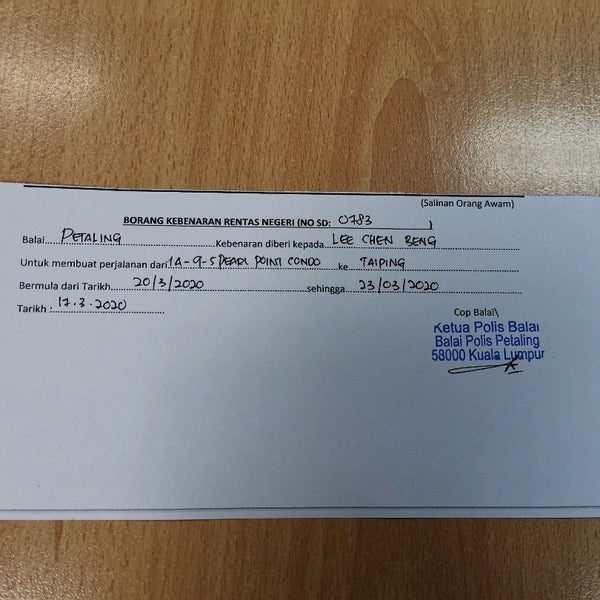 (Salinan Orang Awam)
BORANG KEBENARAN RENTAS NEGERI (NO SD: 0783 )
Balai PETALING Kebenaran diberi kepada LEE CHEN BENG
Untuk membuat perjalanan dari 1A-9-5 PEARL POINT CONDO ke TAIPING
Bermula dari Tarikh 20/3/2020 sehingga 23/03/2020
Tarikh : 17.3.2020
Cop Balai\
Ketua Polis Balai
Balai Polis Petaling
58000 Kuala Lumpur